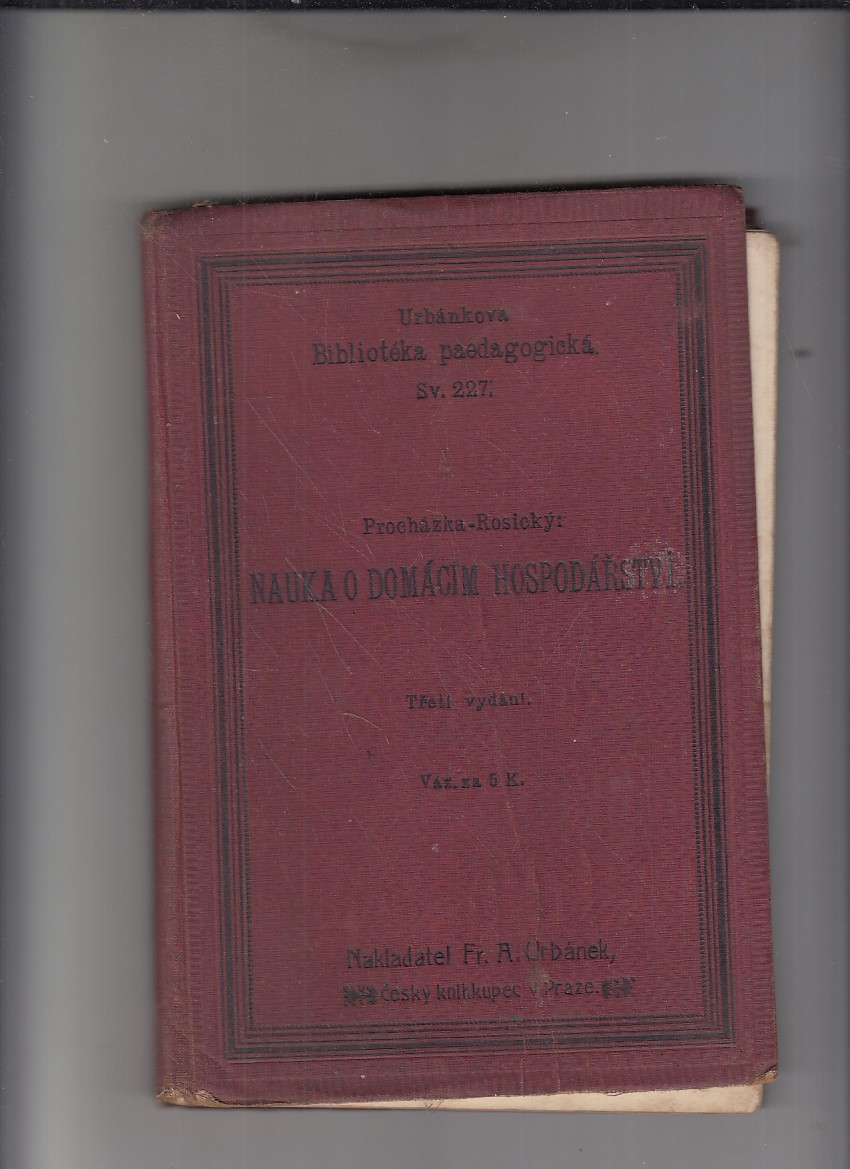 Urbánkova
Bibliotéka paedagogická.
Sv. 227.
Procházka-Rosický:
NAUKA O DOMÁCÍM HOSPODÁŘSTVÍ.
Třetí vydání.
Váz. za 5 K.
Nakladatel Fr. A. Urbánek,
český knihkupec v Praze.